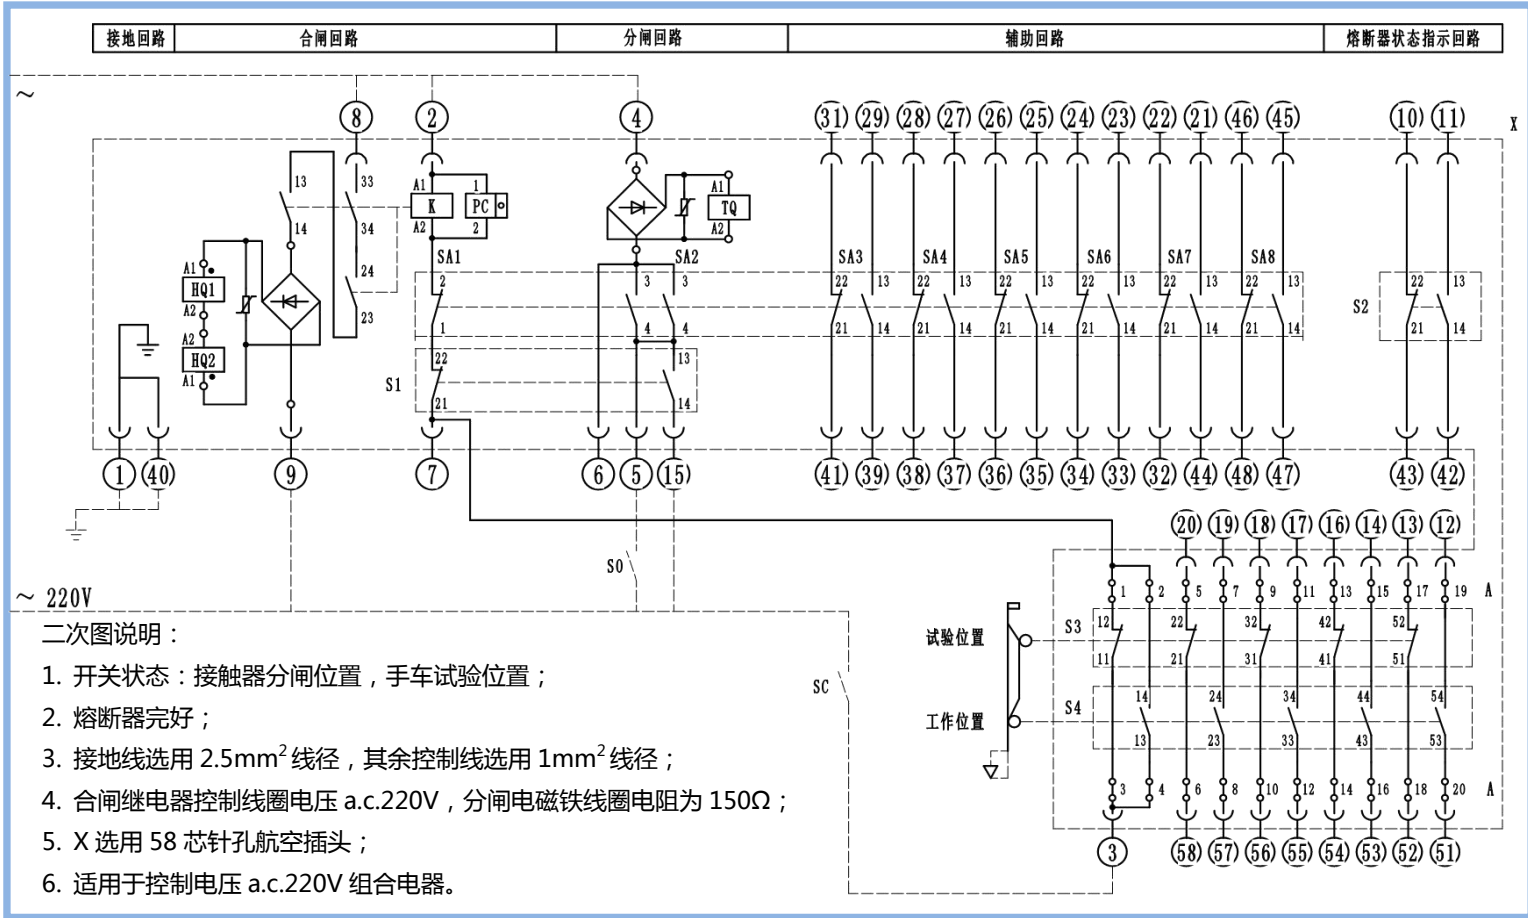 接地回路 合闸回路 分闸回路 辅助回路 熔断器状态指示回路
~
8 2 4 31 29 28 27 26 25 24 23 22 21 46 45 10 11 X
13 33 A1 K A2 1 PC 2 A1 TQ A2
14 34
SA1 SA2 SA3 SA4 SA5 SA6 SA7 SA8
A1 HQ1 A2 24 2 3 3 22 13 22 13 22 13 22 13 22 13 22 13 22 13
S2
A2 HQ2 A1 23 1 4 4 21 14 21 14 21 14 21 14 21 14 21 14 21 14
S1 22 13
21 14
1 40 9 7 6 5 15 41 39 38 37 36 35 34 33 32 44 48 47 43 42
20 19 18 17 16 14 13 12
S0
~ 220V
1 2 5 7 9 11 13 15 17 19 A
试验位置 S3 12 22 32 42 52
11 21 31 41 51
SC
工作位置 S4 14 24 34 44 54
13 23 33 43 53
3 4 6 8 10 12 14 16 18 20 A
3 58 57 56 55 54 53 52 51
二次图说明：
1. 开关状态：接触器分闸位置，手车试验位置；
2. 熔断器完好；
3. 接地线选用 2.5mm² 线径，其余控制线选用 1mm² 线径；
4. 合闸继电器控制线圈电压 a.c.220V，分闸电磁铁线圈电阻为 150Ω；
5. X 选用 58 芯针孔航空插头；
6. 适用于控制电压 a.c.220V 组合电器。